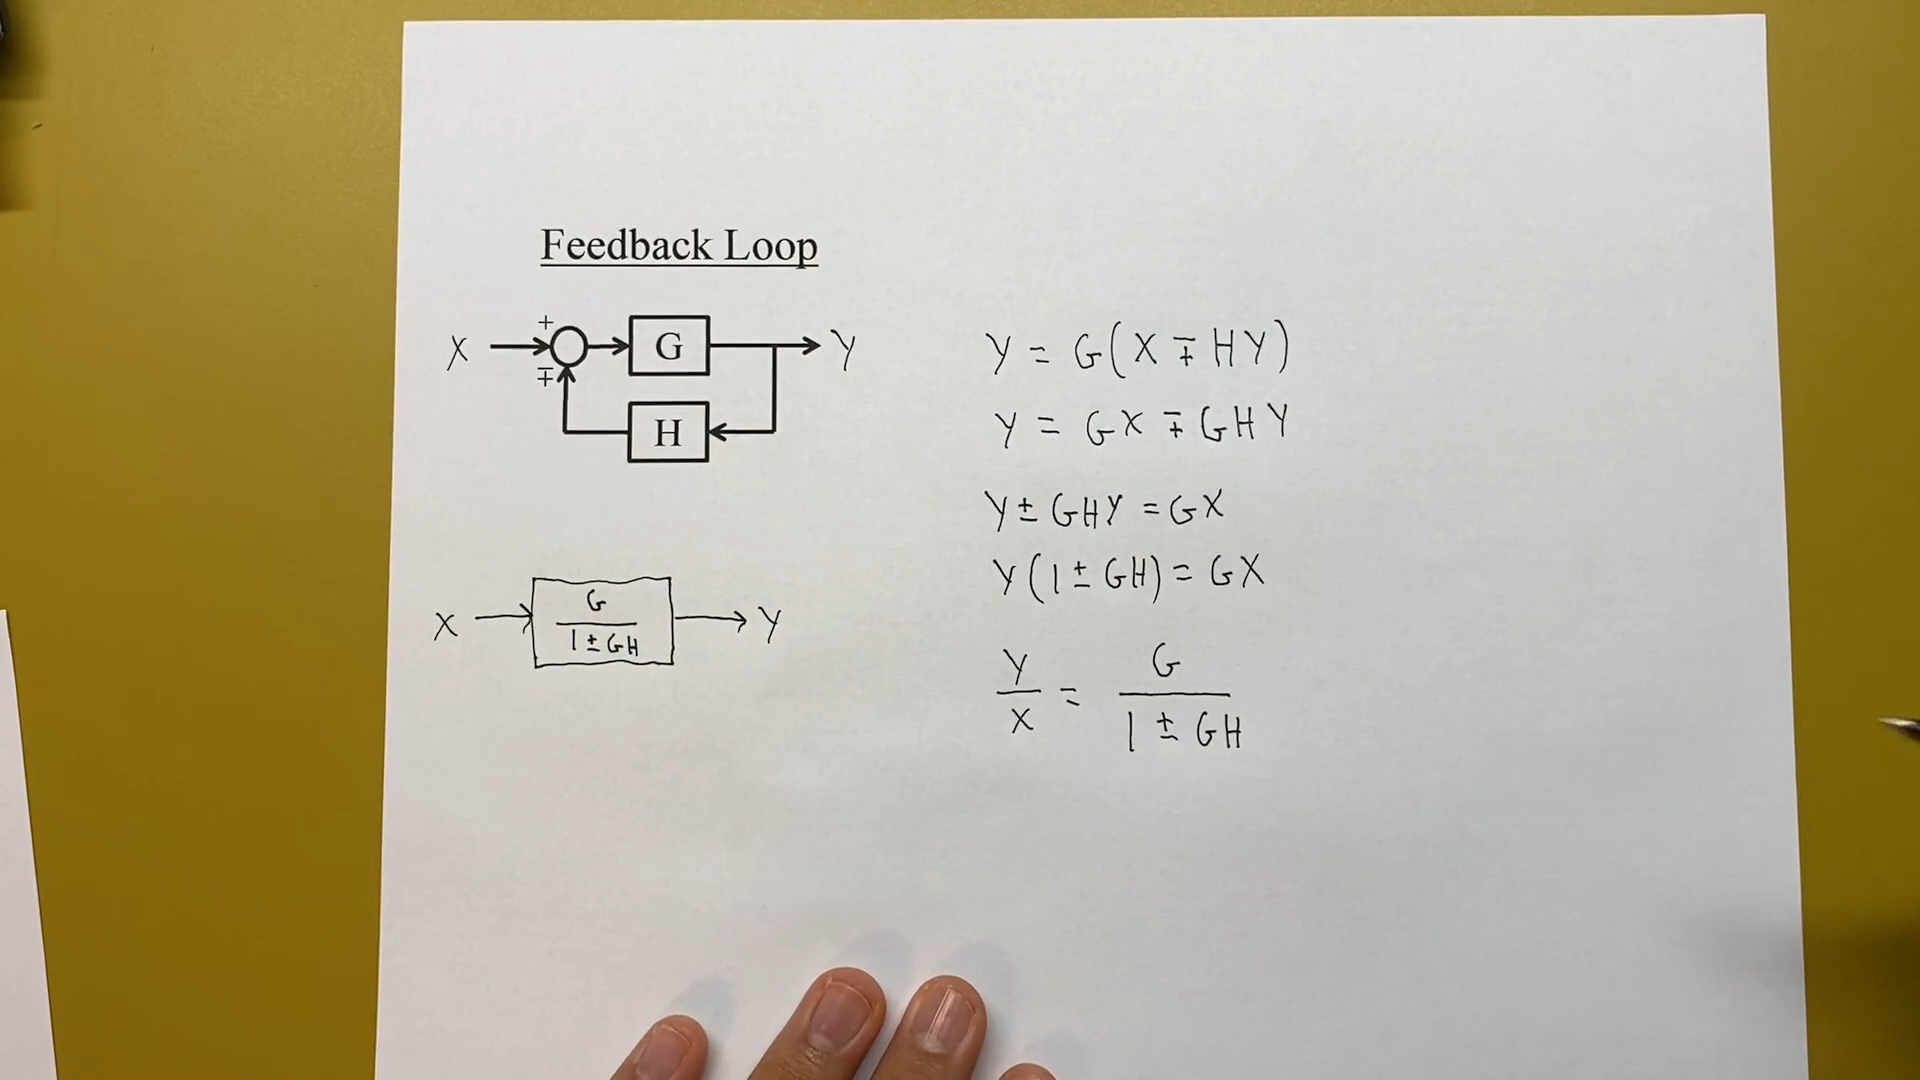 Feedback Loop
X + ∓ G Y
H
X G / 1 ± GH Y
Y = G(X ∓ HY)
Y = GX ∓ GHY
Y ± GHY = GX
Y(1 ± GH) = GX
Y / X = G / 1 ± GH